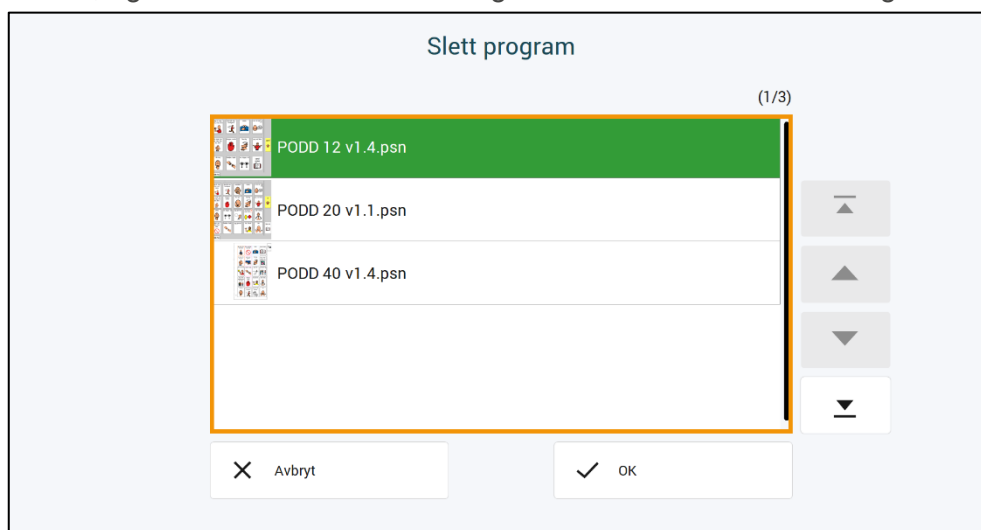 Slett program
(1/3)
PODD 12 v1.4.psn
PODD 20 v1.1.psn
PODD 40 v1.4.psn
Avbryt
OK